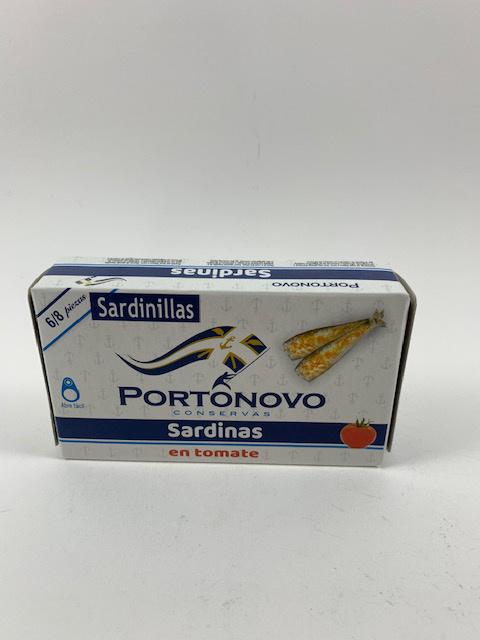 Sardinas
PORTONOVO
6/8 piezas
Sardinillas
Abre fácil
PORTONOVO
CONSERVAS
Sardinas
en tomate